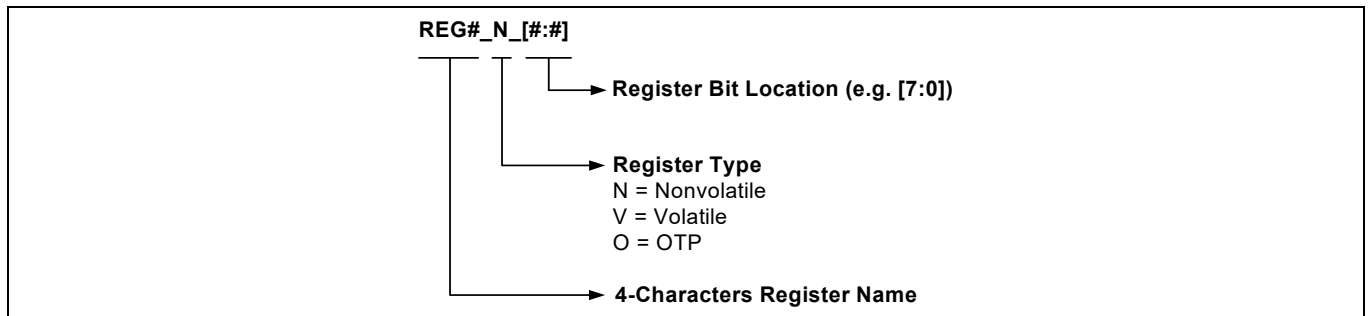 REG#_N_[#:#]
Register Bit Location (e.g. [7:0])
Register Type
N = Nonvolatile
V = Volatile
O = OTP
4-Characters Register Name